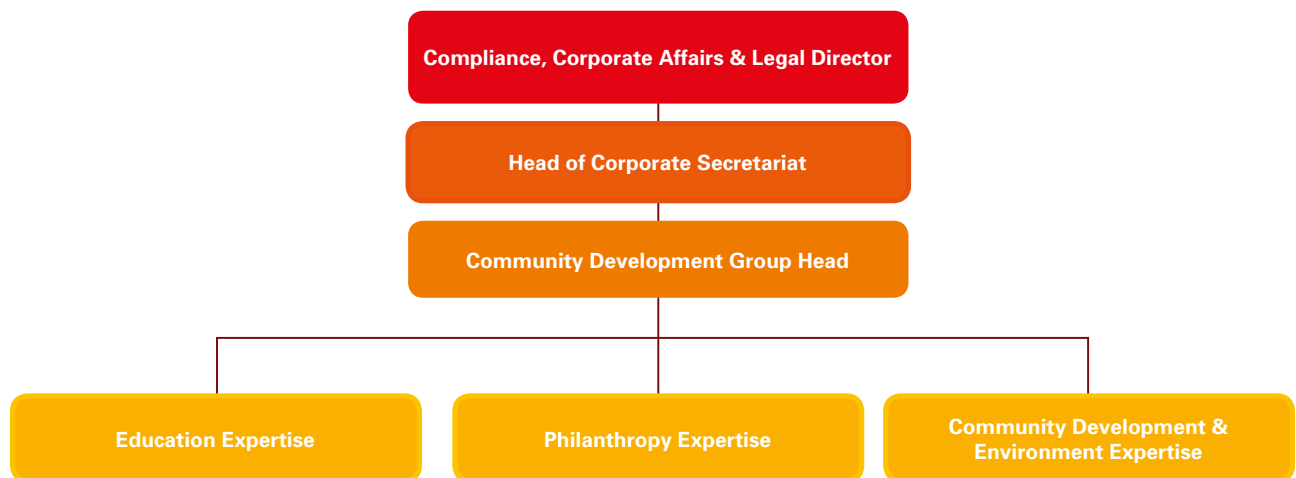 Compliance, Corporate Affairs & Legal Director
Head of Corporate Secretariat
Community Development Group Head
Education Expertise
Philanthropy Expertise
Community Development &
Environment Expertise